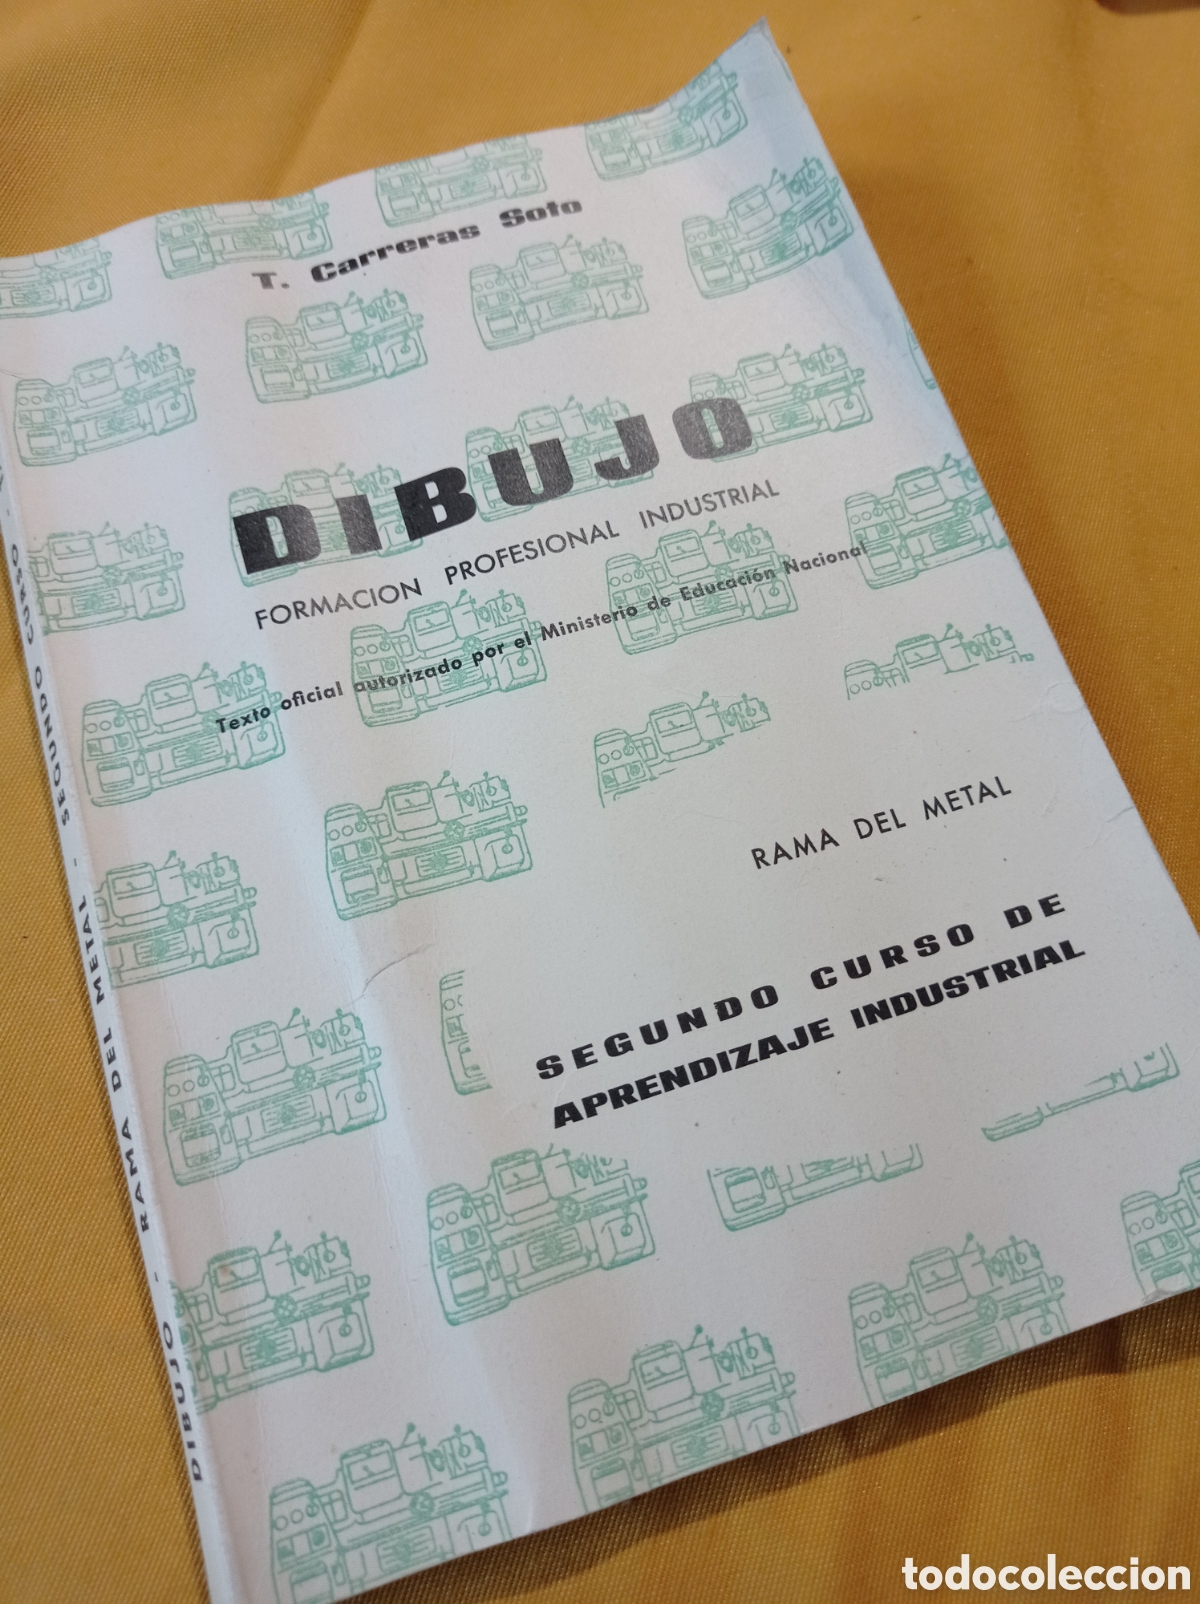 T. Carreras Soto
DIBUJO
FORMACION PROFESIONAL INDUSTRIAL
Texto oficial autorizado por el Ministerio de Educación Nacional
RAMA DEL METAL
SEGUNDO CURSO DE
APRENDIZAJE INDUSTRIAL
DIBUJO - RAMA DEL METAL - SEGUNDO CURSO -
todocoleccion